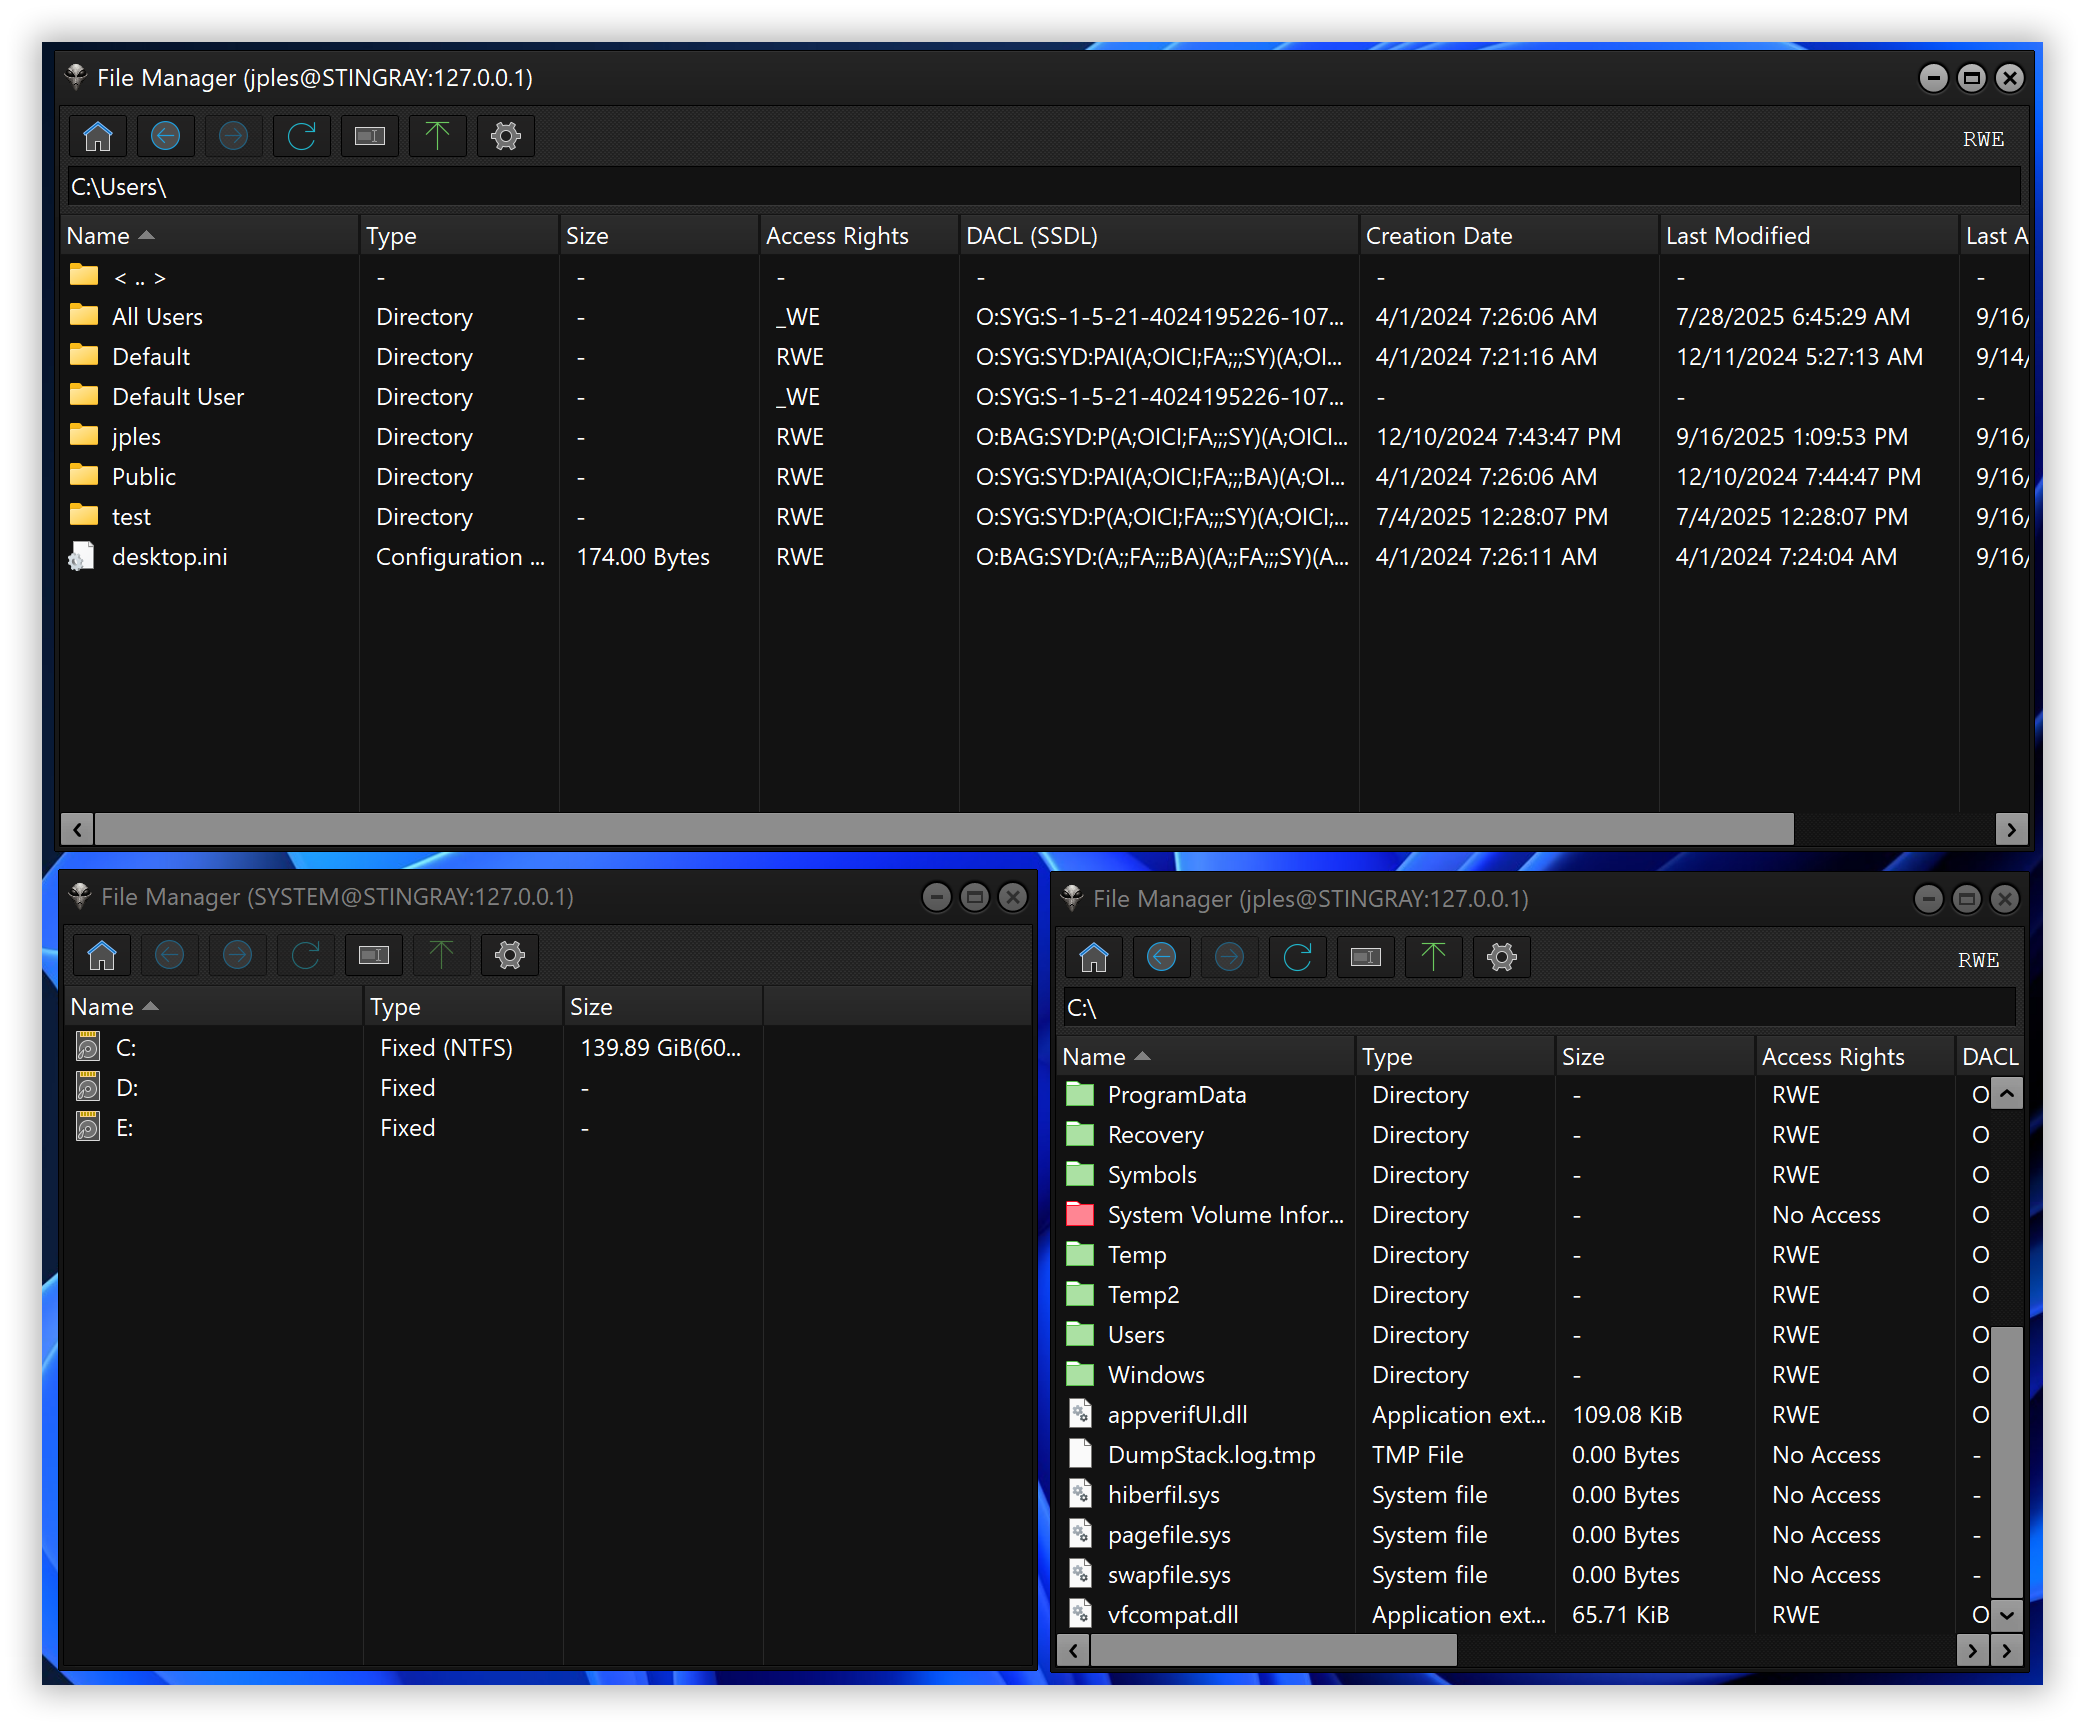 File Manager (jples@STINGRAY:127.0.0.1)
RWE
C:\Users\
Name Type Size Access Rights DACL (SSDL) Creation Date Last Modified Last A
< .. > - - - - - - -
All Users Directory - _WE O:SYG:S-1-5-21-4024195226-107... 4/1/2024 7:26:06 AM 7/28/2025 6:45:29 AM 9/16/
Default Directory - RWE O:SYG:SYD:PAI(A;OICI;FA;;;SY)(A;OI... 4/1/2024 7:21:16 AM 12/11/2024 5:27:13 AM 9/14/
Default User Directory - _WE O:SYG:S-1-5-21-4024195226-107... - - -
jples Directory - RWE O:BAG:SYD:P(A;OICI;FA;;;SY)(A;OICI... 12/10/2024 7:43:47 PM 9/16/2025 1:09:53 PM 9/16/
Public Directory - RWE O:SYG:SYD:PAI(A;OICI;FA;;;BA)(A;OI... 4/1/2024 7:26:06 AM 12/10/2024 7:44:47 PM 9/16/
test Directory - RWE O:SYG:SYD:P(A;OICI;FA;;;SY)(A;OICI;... 7/4/2025 12:28:07 PM 7/4/2025 12:28:07 PM 9/16/
desktop.ini Configuration ... 174.00 Bytes RWE O:BAG:SYD:(A;;FA;;;BA)(A;;FA;;;SY)(A... 4/1/2024 7:26:11 AM 4/1/2024 7:24:04 AM 9/16/
File Manager (SYSTEM@STINGRAY:127.0.0.1)
Name Type Size
C: Fixed (NTFS) 139.89 GiB(60...
D: Fixed -
E: Fixed -
File Manager (jples@STINGRAY:127.0.0.1)
RWE
C:\
Name Type Size Access Rights DACL
ProgramData Directory - RWE O
Recovery Directory - RWE O
Symbols Directory - RWE O
System Volume Infor... Directory - No Access O
Temp Directory - RWE O
Temp2 Directory - RWE O
Users Directory - RWE O
Windows Directory - RWE O
appverifUI.dll Application ext... 109.08 KiB RWE O
DumpStack.log.tmp TMP File 0.00 Bytes No Access -
hiberfil.sys System file 0.00 Bytes No Access -
pagefile.sys System file 0.00 Bytes No Access -
swapfile.sys System file 0.00 Bytes No Access -
vfcompat.dll Application ext... 65.71 KiB RWE O